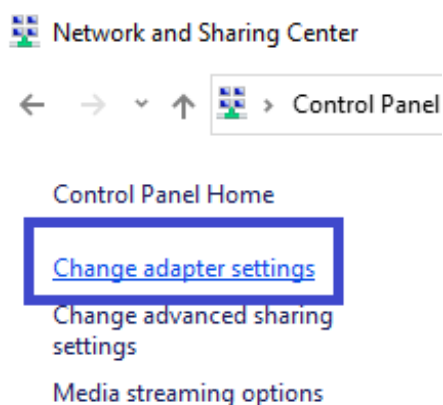 Network and Sharing Center
Control Panel
Control Panel Home
Change adapter settings
Change advanced sharing
settings
Media streaming options